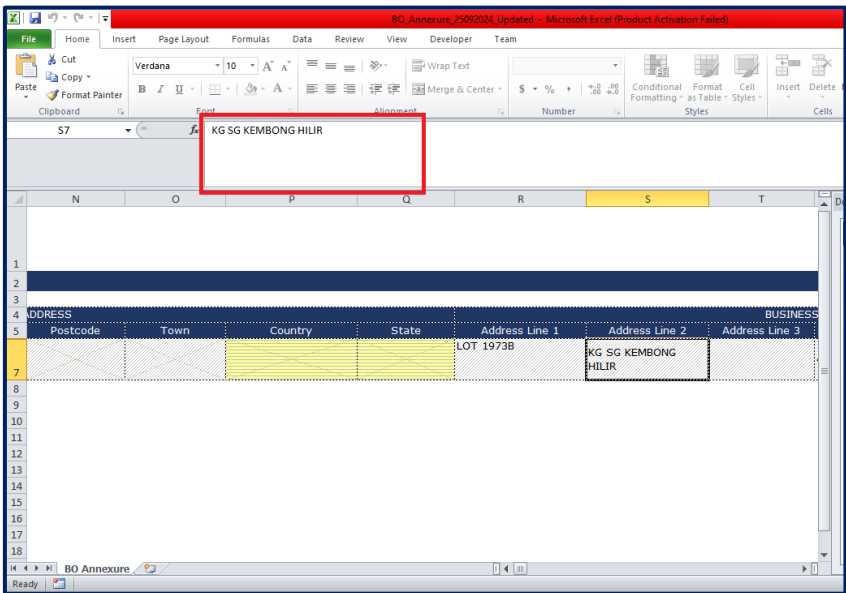 BO_Annexure_25092024_Updated - Microsoft Excel (Product Activation Failed)
File Home Insert Page Layout Formulas Data Review View Developer Team
Cut
Copy
Format Painter
Paste
Clipboard
Verdana 10 A A
B I U A
Font
Wrap Text
Merge & Center
Alignment
$ % , .0 .00 .00 .0
Number
Conditional Formatting
Format as Table
Cell Styles
Styles
Insert Delete
Cells
S7 fx KG SG KEMBONG HILIR
N O P Q R S T
1
2
3
4 ADDRESS BUSINESS
5 Postcode Town Country State Address Line 1 Address Line 2 Address Line 3
LOT 1973B
KG SG KEMBONG
7 HILIR
8
9
10
11
12
13
14
15
16
17
18
BO Annexure
Ready